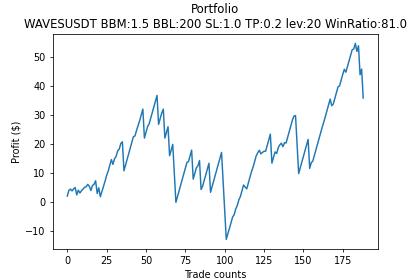 Portfolio
WAVESUSDT BBM:1.5 BBL:200 SL:1.0 TP:0.2 lev:20 WinRatio:81.0
50
40
30
20
10
0
−10
Profit ($)
0 25 50 75 100 125 150 175
Trade counts